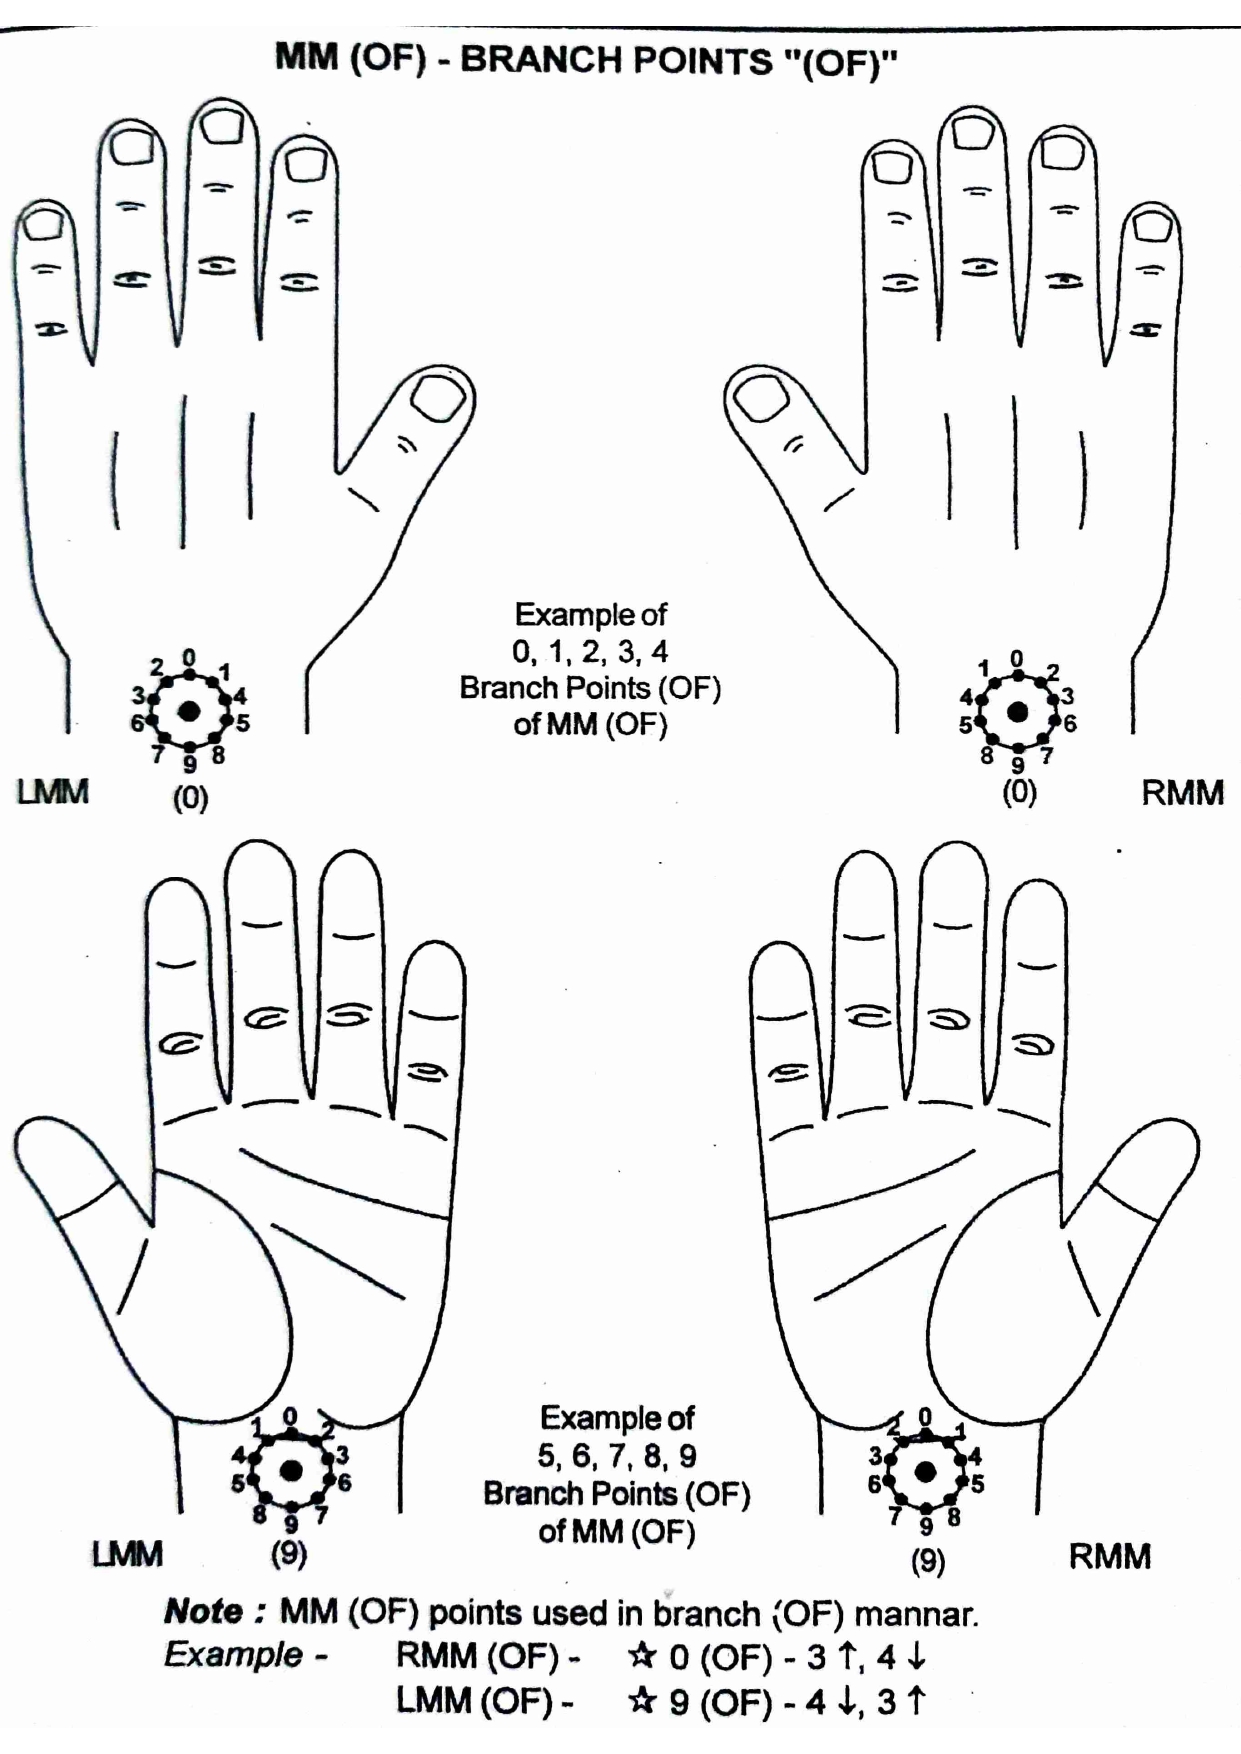 MM (OF) - BRANCH POINTS "(OF)"
Example of
0, 1, 2, 3, 4
Branch Points (OF)
of MM (OF)
0
2 1
3 4
6 5
7 8
9
LMM (0)
0
1 2
4 3
5 6
8 7
9
(0) RMM
Example of
5, 6, 7, 8, 9
Branch Points (OF)
of MM (OF)
0
1 2
4 3
5 6
8 7
9
LMM (9)
0
2 1
3 4
6 5
7 8
9
(9) RMM
Note : MM (OF) points used in branch (OF) mannar.
Example - RMM (OF) - ☆ 0 (OF) - 3 ↑, 4 ↓
LMM (OF) - ☆ 9 (OF) - 4 ↓, 3 ↑